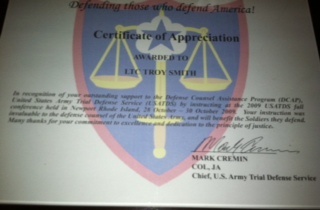 Defending those who defend America!
Certificate of Appreciation
AWARDED TO
LTC TROY SMITH
In recognition of your outstanding support to the Defense Counsel Assistance Program (DCAP),
United States Army Trial Defense Service (USATDS) by instructing at the 2009 USATDS fall
conference held in Newport Rhode Island, 28 October – 30 October 2009. Your instruction was
invaluable to the defense counsel of the United States Army, and will benefit the Soldiers they defend.
Many thanks for your commitment to excellence and dedication to the principle of justice.
MARK CREMIN
COL, JA
Chief, U.S. Army Trial Defense Service